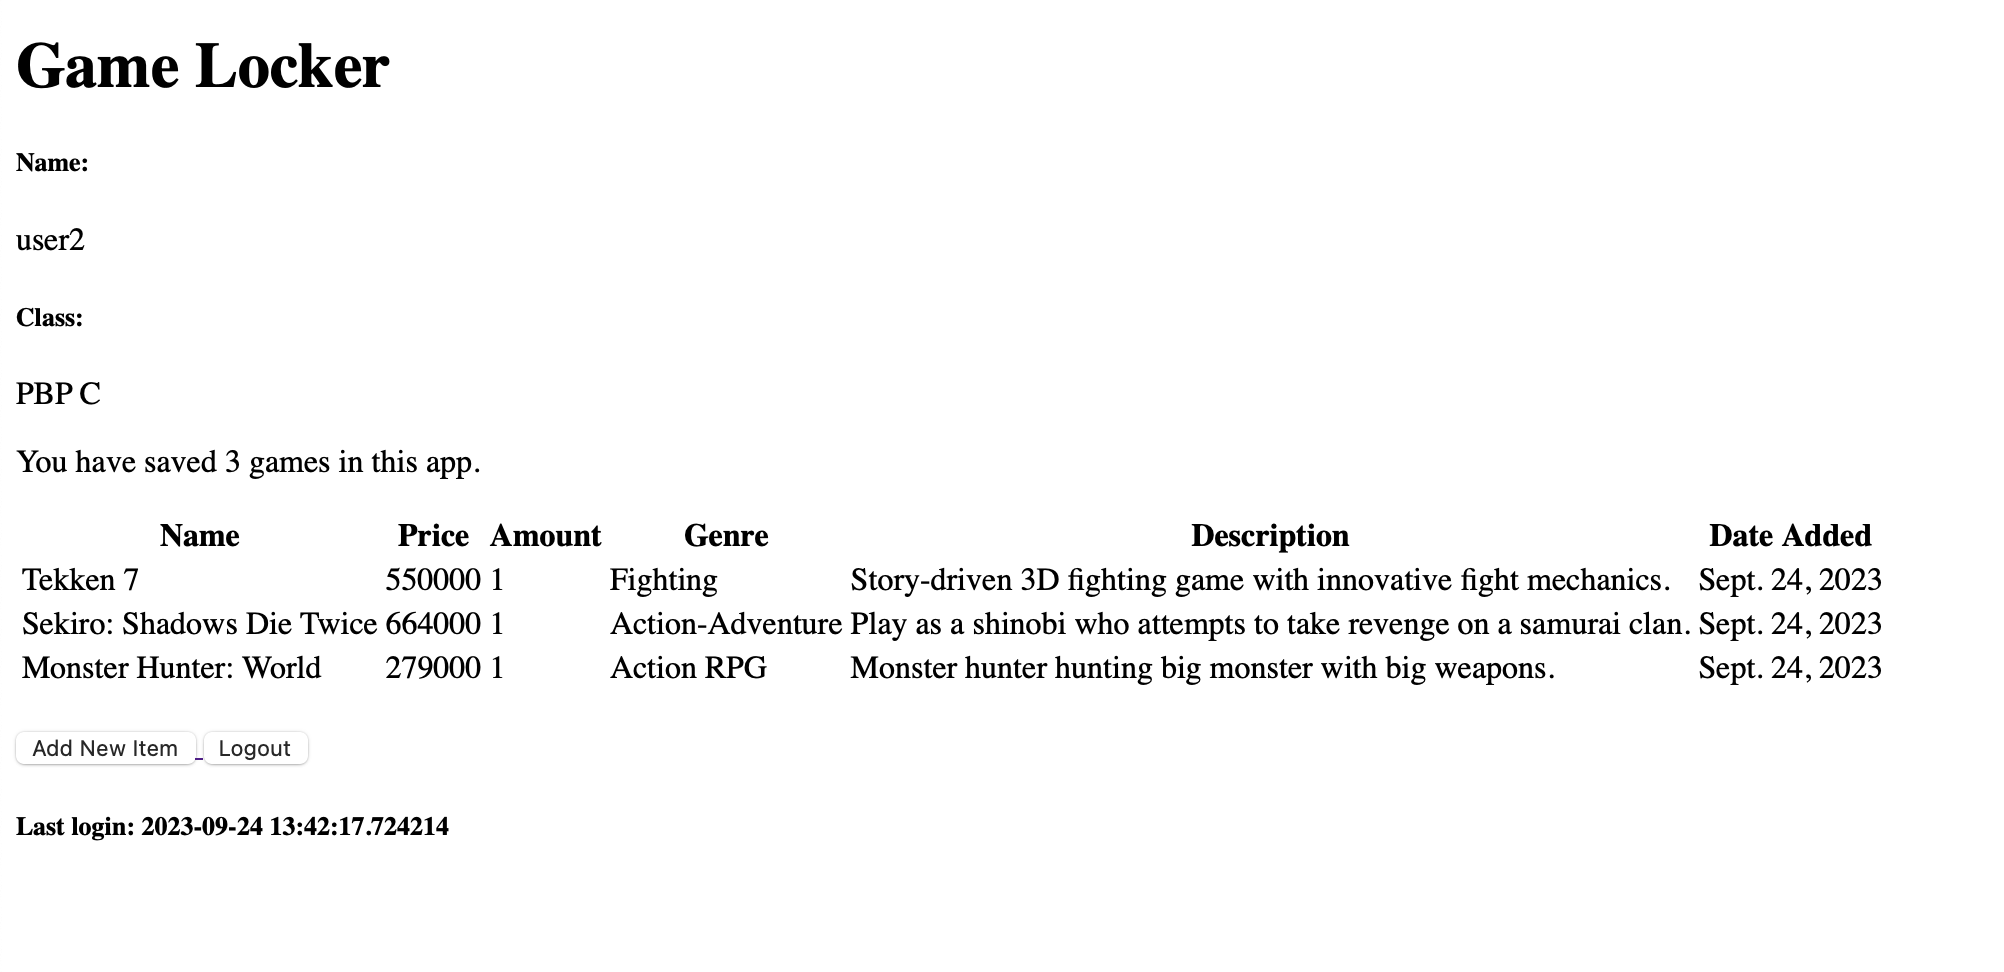 Game Locker
Name:
user2
Class:
PBP C
You have saved 3 games in this app.
Name Price Amount Genre Description Date Added
Tekken 7 550000 1 Fighting Story-driven 3D fighting game with innovative fight mechanics. Sept. 24, 2023
Sekiro: Shadows Die Twice 664000 1 Action-Adventure Play as a shinobi who attempts to take revenge on a samurai clan. Sept. 24, 2023
Monster Hunter: World 279000 1 Action RPG Monster hunter hunting big monster with big weapons. Sept. 24, 2023
Add New Item Logout
Last login: 2023-09-24 13:42:17.724214